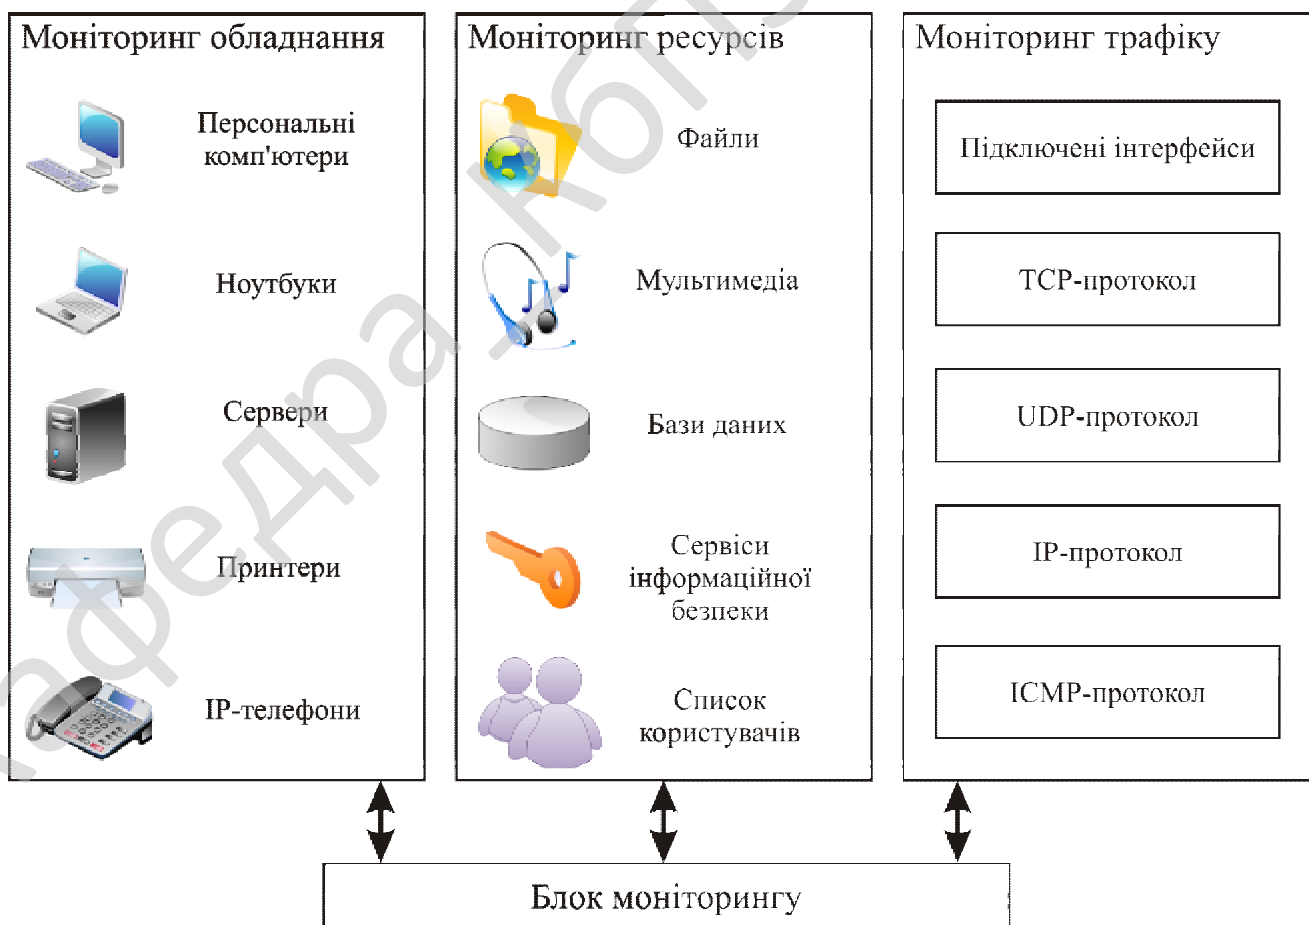 Моніторинг обладнання
Персональні
комп'ютери
Ноутбуки
Сервери
Принтери
ІР-телефони
Моніторинг ресурсів
Файли
Мультимедіа
Бази даних
Сервіси
інформаційної
безпеки
Список
користувачів
Моніторинг трафіку
Підключені інтерфейси
TCP-протокол
UDP-протокол
IP-протокол
ICMP-протокол
Блок моніторингу